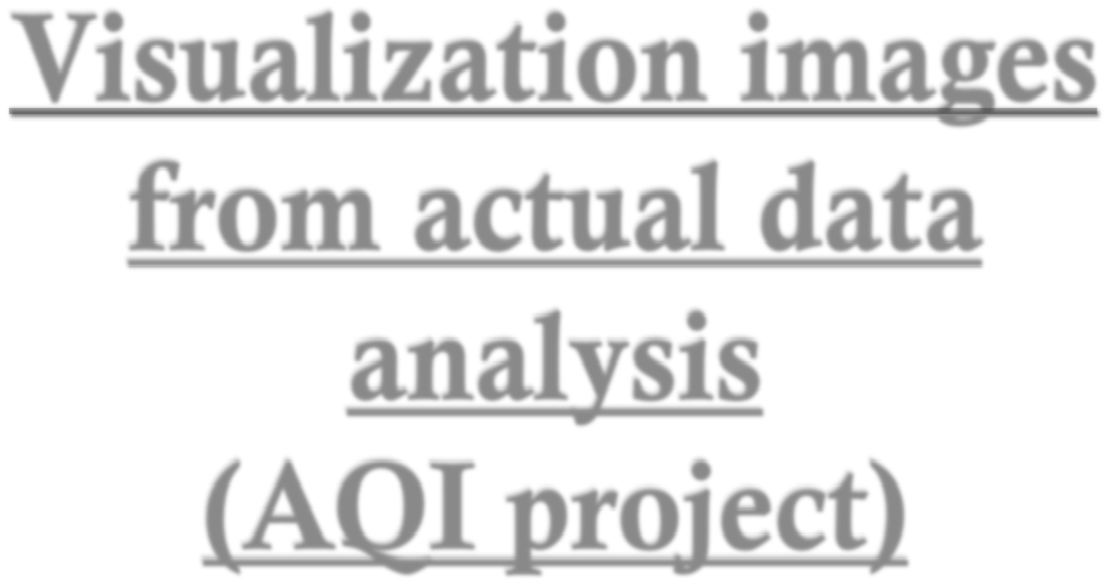 Visualization images
from actual data
analysis
(AQI project)